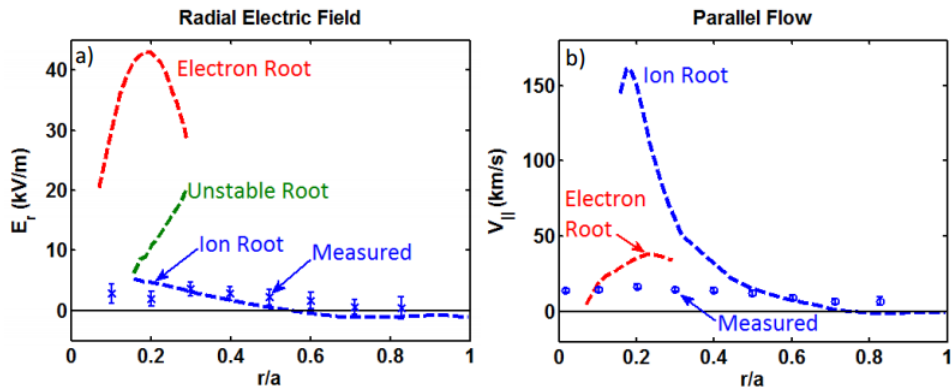 Radial Electric Field
a)
Electron Root
Unstable Root
Ion Root
Measured
E_r (kV/m)
40
30
20
10
0
0
0.2
0.4
0.6
0.8
1
r/a
Parallel Flow
b)
Ion Root
Electron
Root
Measured
V_|| (km/s)
150
100
50
0
0
0.2
0.4
0.6
0.8
1
r/a